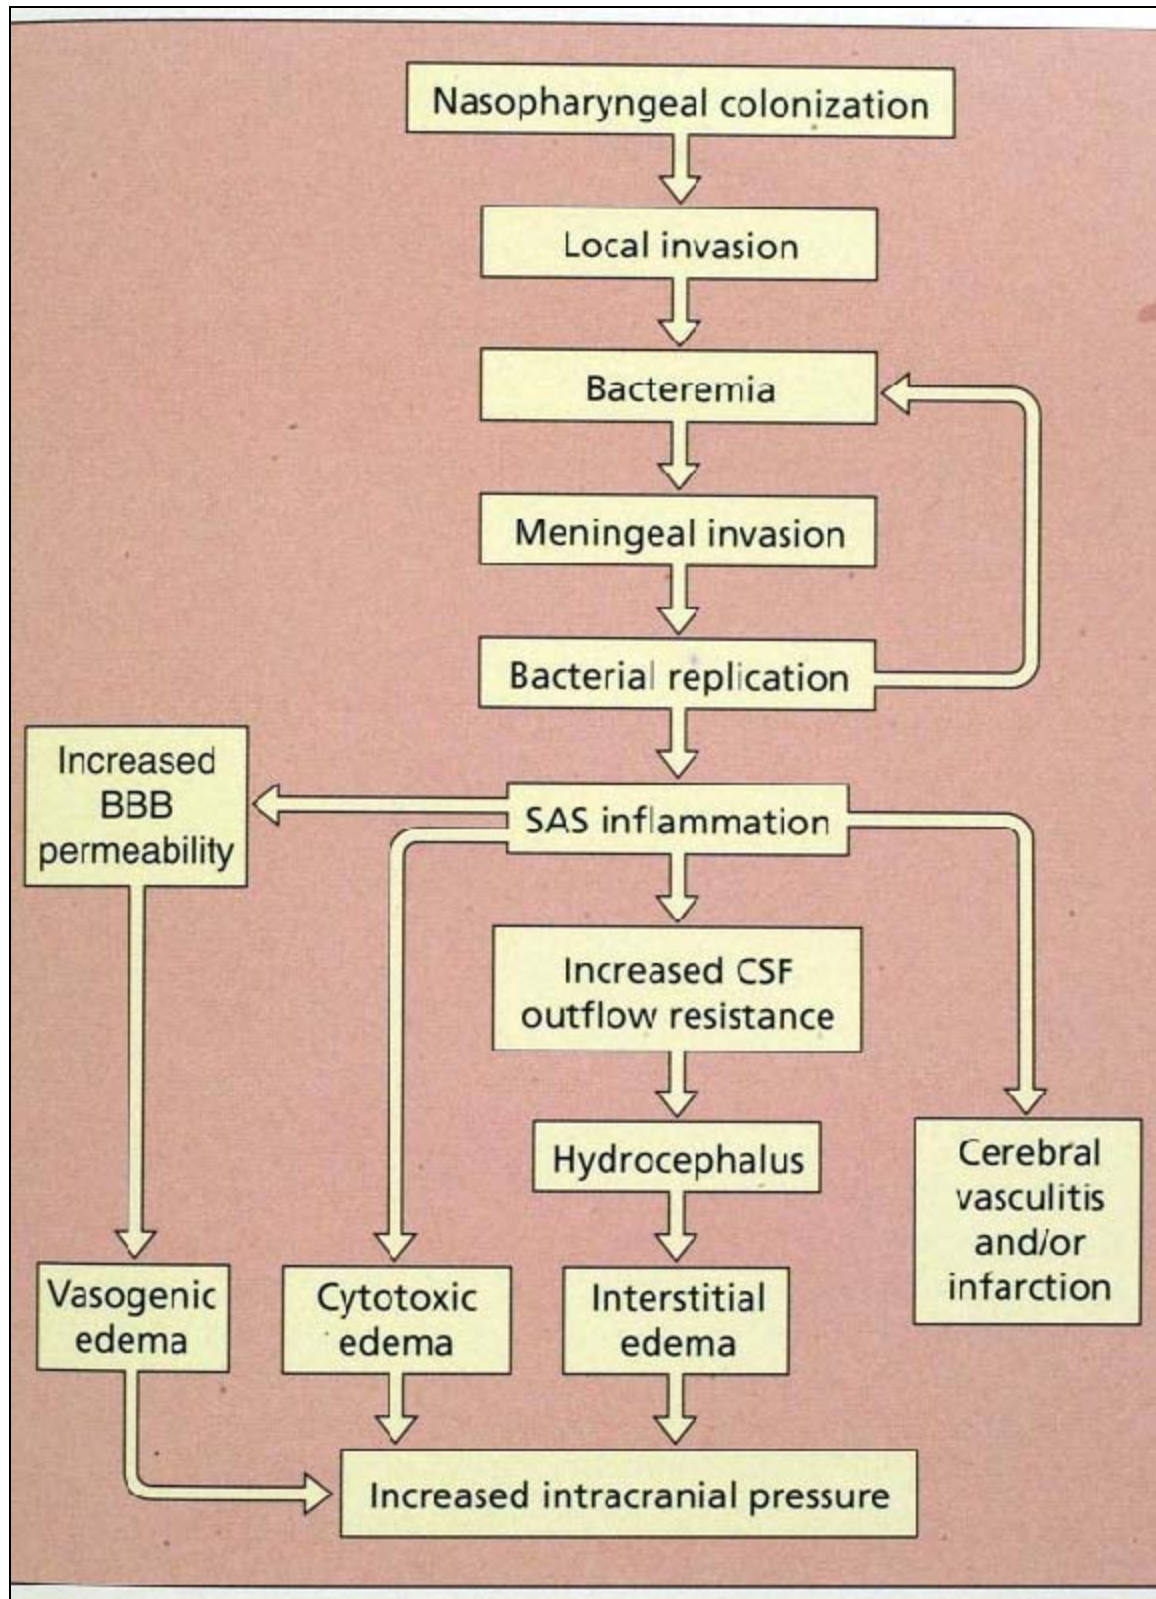 Nasopharyngeal colonization
Local invasion
Bacteremia
Meningeal invasion
Bacterial replication
Increased
BBB
permeability
SAS inflammation
Increased CSF
outflow resistance
Hydrocephalus
Cerebral
vasculitis
and/or
infarction
Vasogenic
edema
Cytotoxic
edema
Interstitial
edema
Increased intracranial pressure